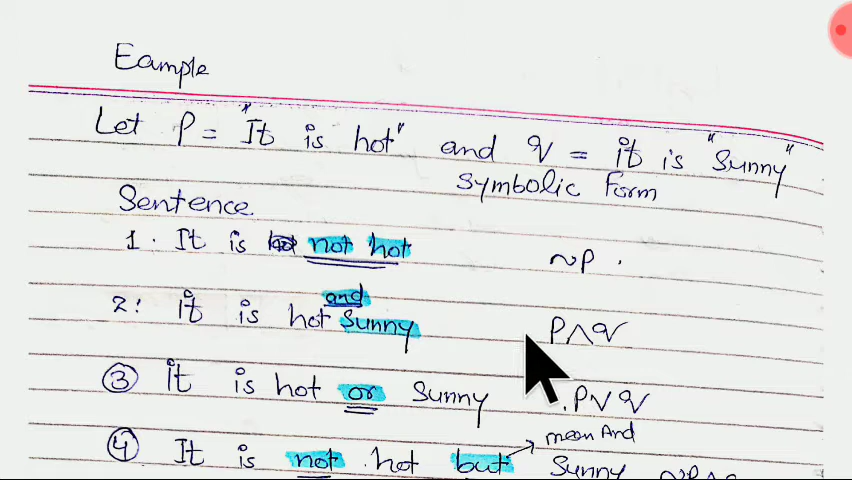 Eample
Let P = "It is hot" and q = it is "Sunny"
Sentence Symbolic Form
1. It is not hot ~p.
2: it is hot and Sunny P∧q
③ it is hot or Sunny .P∨q
mean And
④ It is not hot but Sunny ~P∧